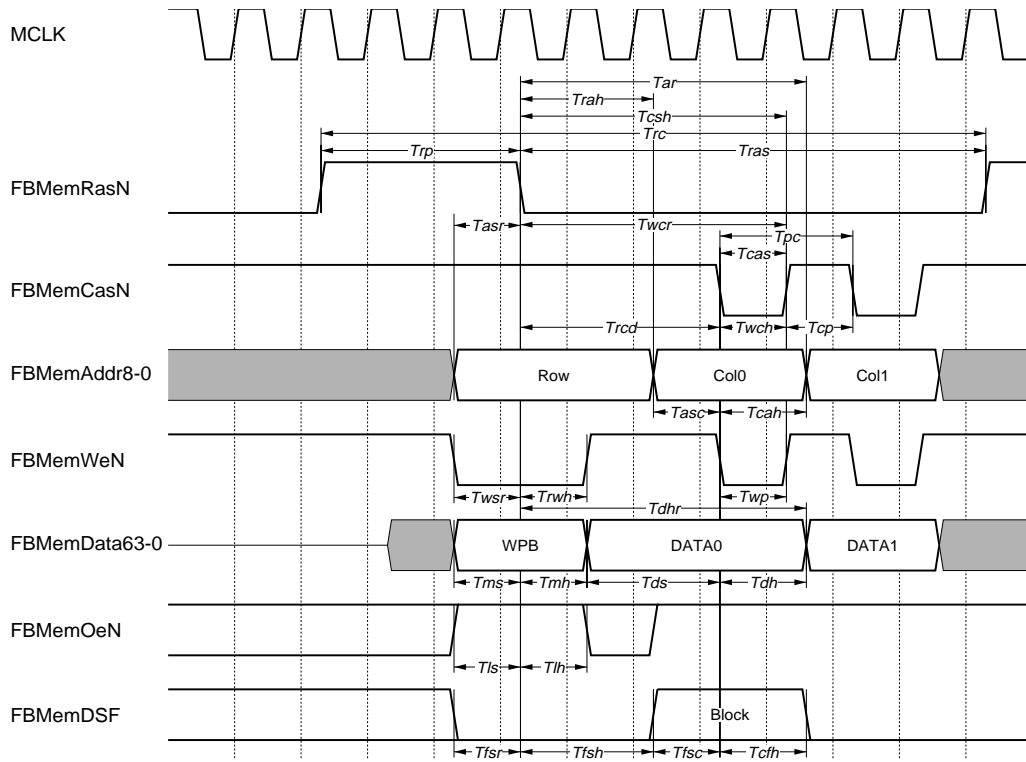 MCLK
Tar
Trah
Tcsh
Trc
Trp Tras
FBMemRasN
Tasr Twcr
Tpc
Tcas
FBMemCasN
Trcd Twch Tcp
FBMemAddr8-0 Row Col0 Col1
Tasc Tcah
FBMemWeN
Twsr Trwh Twp
Tdhr
FBMemData63-0 WPB DATA0 DATA1
Tms Tmh Tds Tdh
FBMemOeN
Tls Tlh
FBMemDSF Block
Tfsr Tfsh Tfsc Tcfh